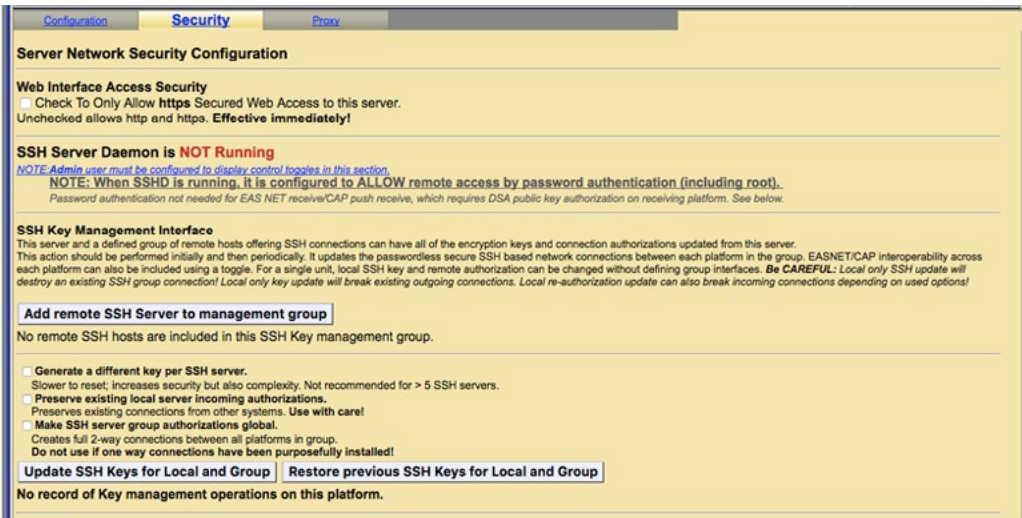 Configuration Security Proxy
Server Network Security Configuration
Web Interface Access Security
Check To Only Allow https Secured Web Access to this server.
Unchecked allows http and https. Effective immediately!
SSH Server Daemon is NOT Running
NOTE:Admin user must be configured to display control toggles in this section.
NOTE: When SSHD is running, it is configured to ALLOW remote access by password authentication (including root).
Password authentication not needed for EAS NET receive/CAP push receive, which requires DSA public key authorization on receiving platform. See below.
SSH Key Management Interface
This server and a defined group of remote hosts offering SSH connections can have all of the encryption keys and connection authorizations updated from this server.
This action should be performed initially and then periodically. It updates the passwordless secure SSH based network connections between each platform in the group. EASNET/CAP interoperability across
each platform can also be included using a toggle. For a single unit, local SSH key and remote authorization can be changed without defining group interfaces. Be CAREFUL: Local only SSH update will
destroy an existing SSH group connection! Local only key update will break existing outgoing connections. Local re-authorization update can also break incoming connections depending on used options!
Add remote SSH Server to management group
No remote SSH hosts are included in this SSH Key management group.
Generate a different key per SSH server.
Slower to reset; increases security but also complexity. Not recommended for > 5 SSH servers.
Preserve existing local server incoming authorizations.
Preserves existing connections from other systems. Use with care!
Make SSH server group authorizations global.
Creates full 2-way connections between all platforms in group.
Do not use if one way connections have been purposefully installed!
Update SSH Keys for Local and Group Restore previous SSH Keys for Local and Group
No record of Key management operations on this platform.